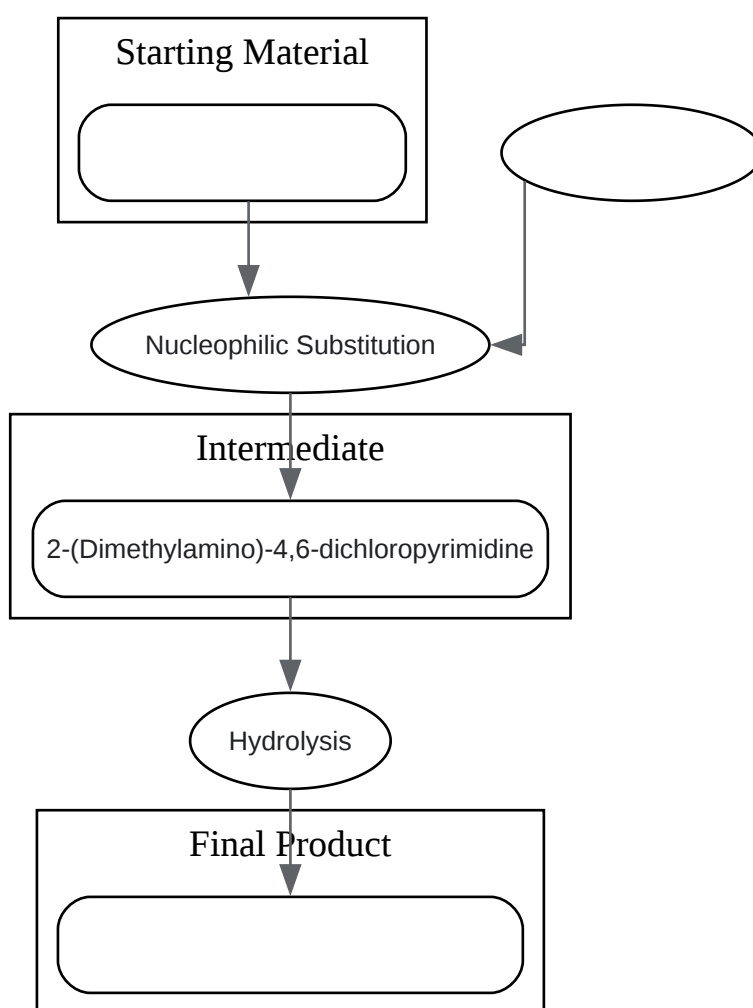 Starting Material
Nucleophilic Substitution
Intermediate
2-(Dimethylamino)-4,6-dichloropyrimidine
Hydrolysis
Final Product